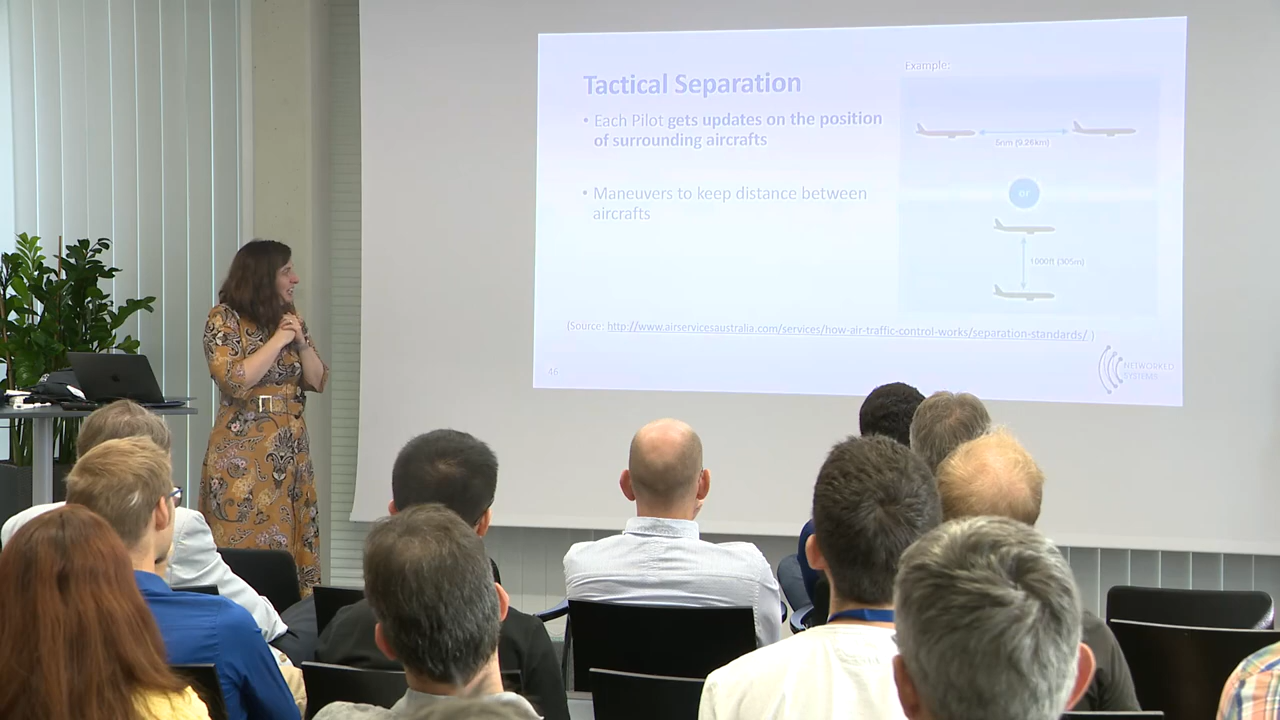 Tactical Separation
• Each Pilot gets updates on the position
of surrounding aircrafts
• Maneuvers to keep distance between
aircrafts
Example:
5nm (9.26km)
or
1000ft (305m)
(Source: http://www.airservicesaustralia.com/services/how-air-traffic-control-works/separation-standards/ )
46
NETWORKED
SYSTEMS